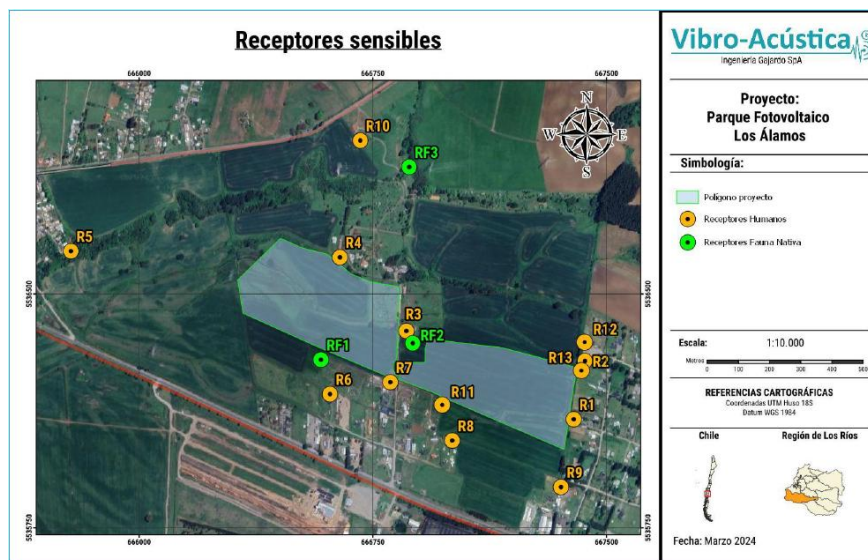 Receptores sensibles
666000
666750
667500
R10
RF3
R5
R4
5536500
5536500
R3
RF2
R12
RF1
R13
R2
R7
R6
R11
R1
R8
R9
5535750
5535750
666000
666750
667500
N
W
E
S
Vibro-Acústica
Ingeniería Gajardo SpA
Proyecto:
Parque Fotovoltaico
Los Álamos
Simbología:
Polígono proyecto
Receptores Humanos
Receptores Fauna Nativa
Escala: 1:10.000
Metros
0 100 200 300 400 500
REFERENCIAS CARTOGRÁFICAS
Coordenadas UTM Huso 18S
Datum WGS 1984
Chile
Región de Los Ríos
Fecha: Marzo 2024